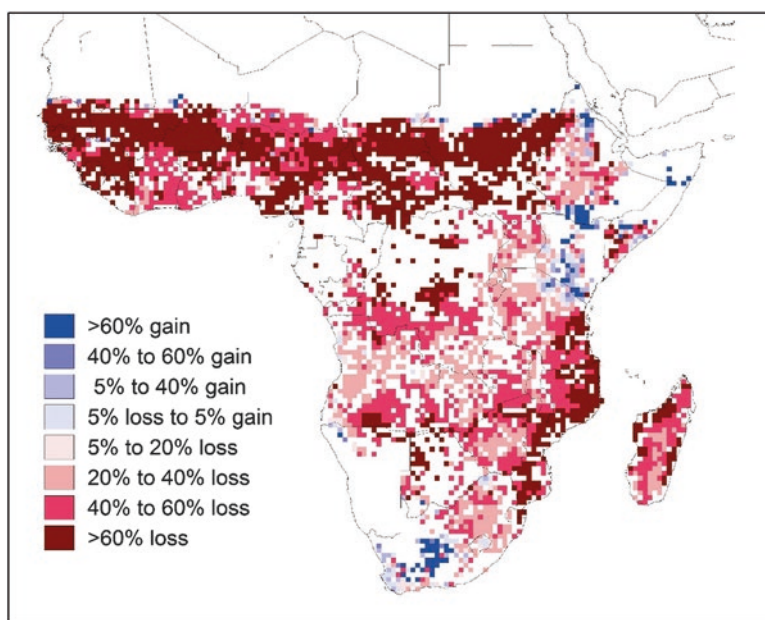 >60% gain
40% to 60% gain
5% to 40% gain
5% loss to 5% gain
5% to 20% loss
20% to 40% loss
40% to 60% loss
>60% loss